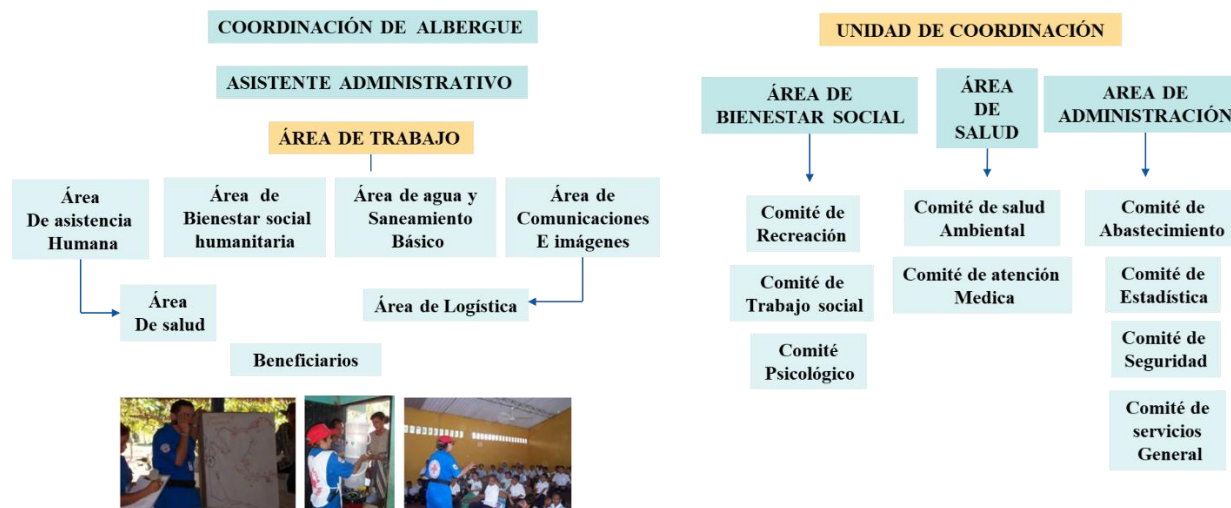 COORDINACIÓN DE ALBERGUE
ASISTENTE ADMINISTRATIVO
ÁREA DE TRABAJO
Área
De asistencia
Humana
Área de
Bienestar social
humanitaria
Área de agua y
Saneamiento
Básico
Área de
Comunicaciones
E imágenes
Área
De salud
Área de Logística
Beneficiarios
UNIDAD DE COORDINACIÓN
ÁREA DE
BIENESTAR SOCIAL
ÁREA
DE
SALUD
AREA DE
ADMINISTRACIÓN
Comité de
Recreación
Comité de
Trabajo social
Comité
Psicológico
Comité de salud
Ambiental
Comité de atención
Medica
Comité de
Abastecimiento
Comité de
Estadística
Comité de
Seguridad
Comité de
servicios
General